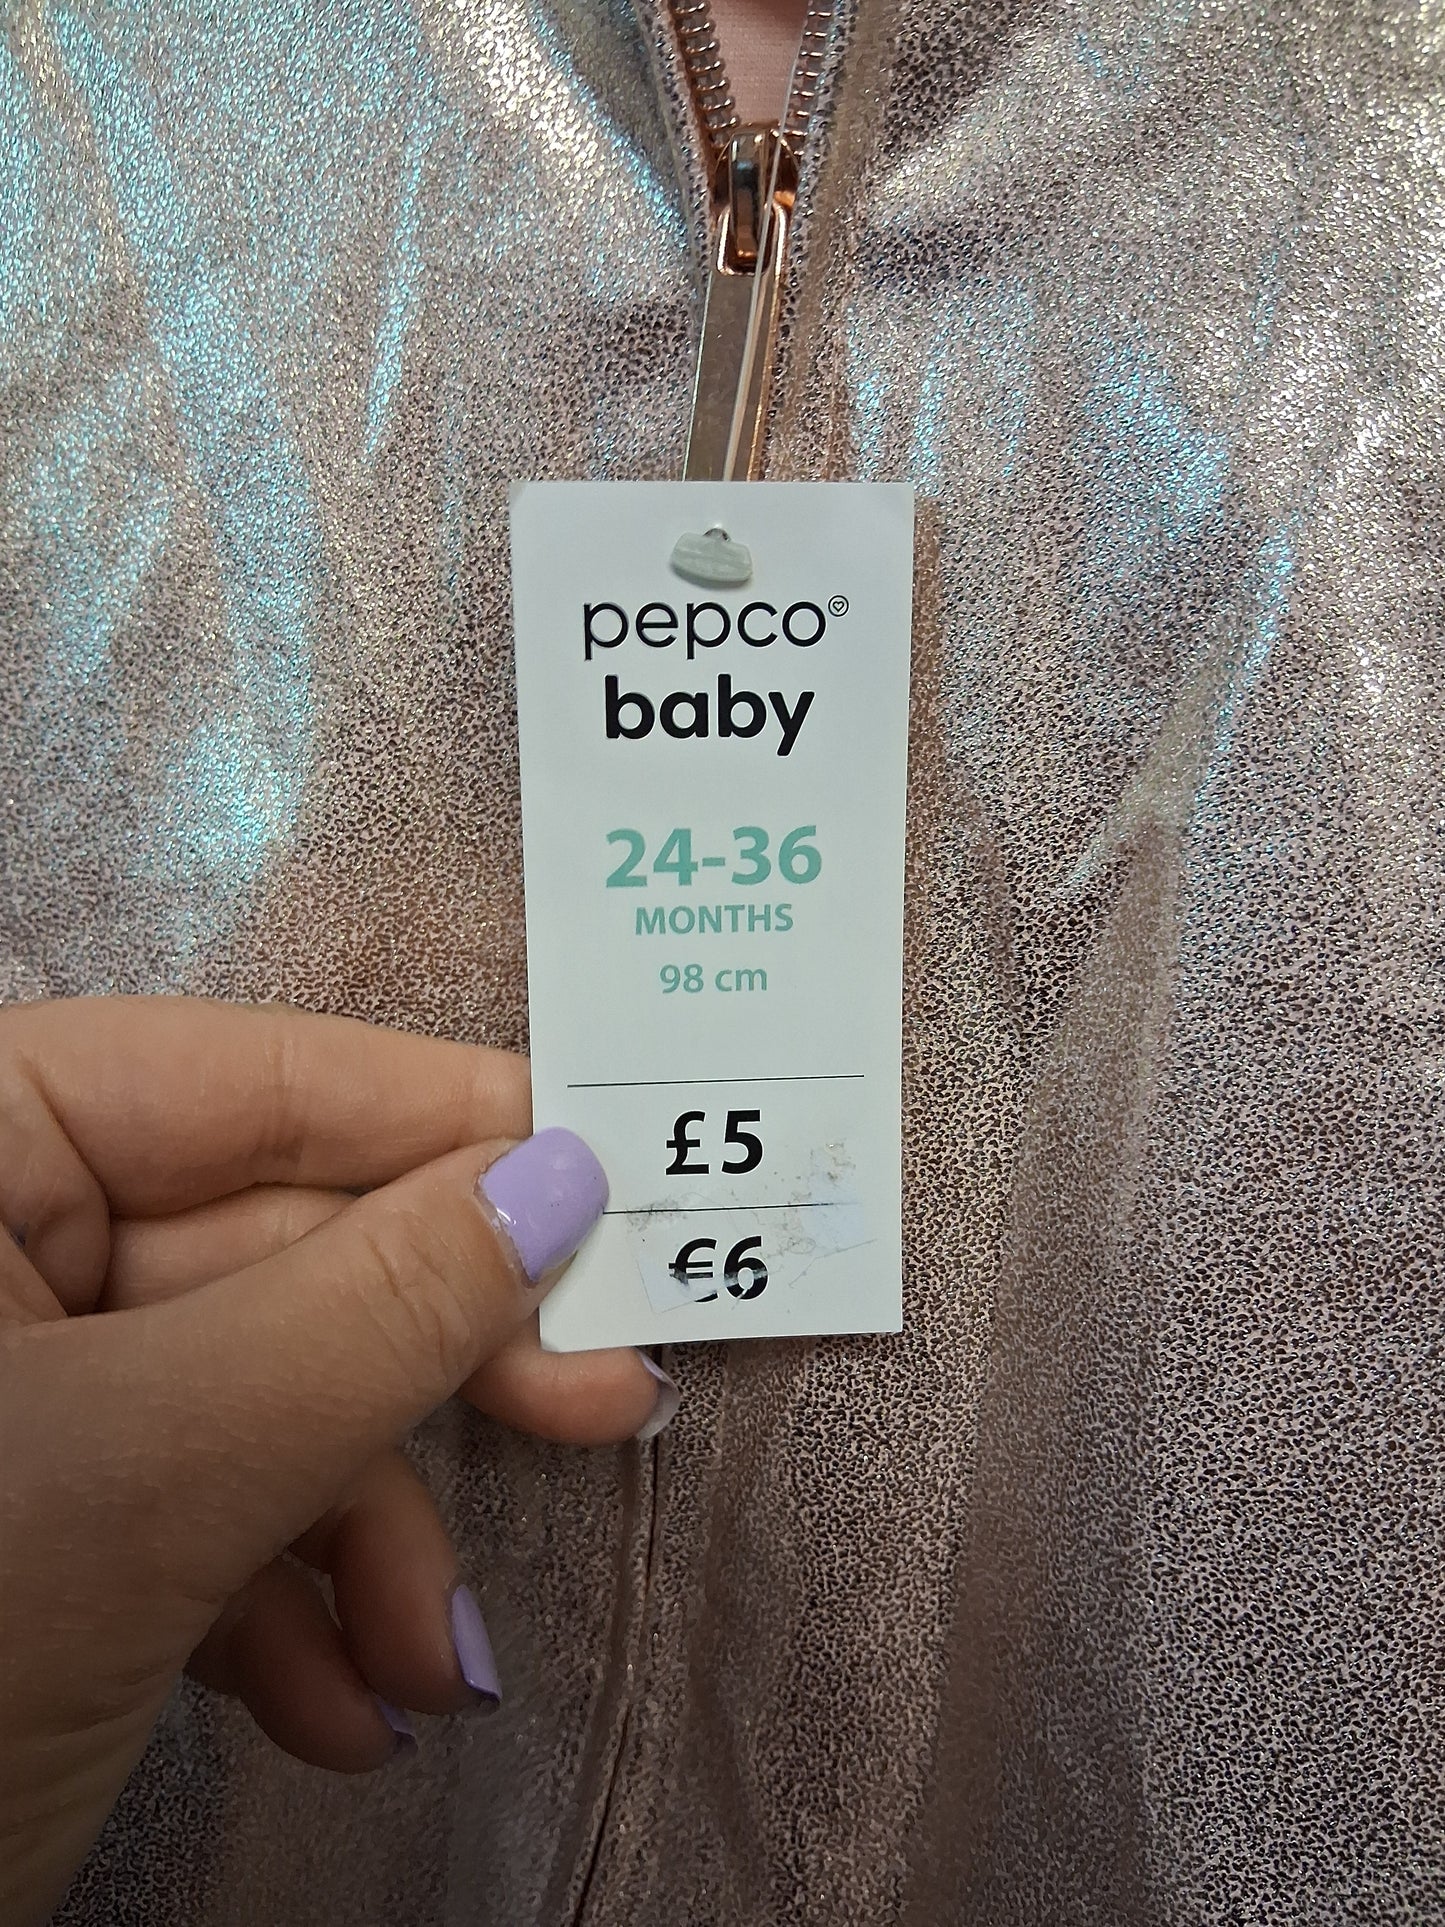 pepco
baby
24-36
MONTHS
98 cm
£5
€6